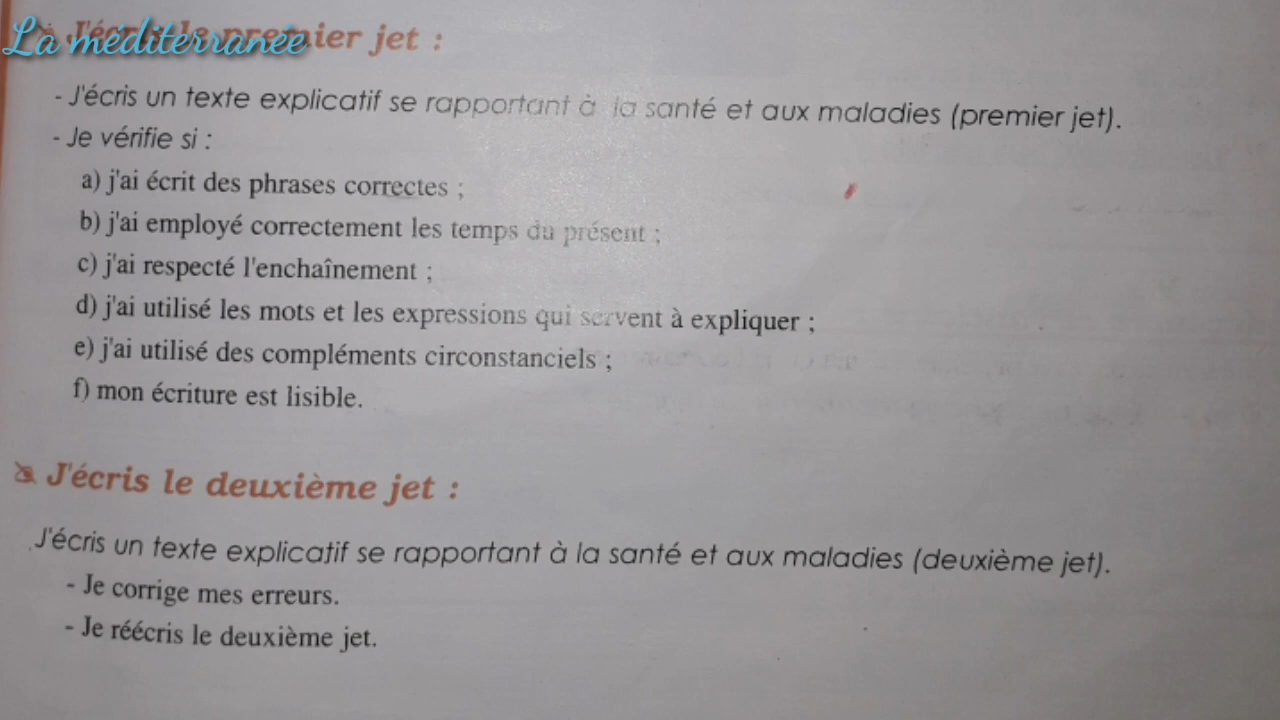 La méditerranée
J'écris le premier jet :
- J'écris un texte explicatif se rapportant à la santé et aux maladies (premier jet).
- Je vérifie si :
a) j'ai écrit des phrases correctes ;
b) j'ai employé correctement les temps du présent ;
c) j'ai respecté l'enchaînement ;
d) j'ai utilisé les mots et les expressions qui servent à expliquer ;
e) j'ai utilisé des compléments circonstanciels ;
f) mon écriture est lisible.
J'écris le deuxième jet :
J'écris un texte explicatif se rapportant à la santé et aux maladies (deuxième jet).
- Je corrige mes erreurs.
- Je réécris le deuxième jet.